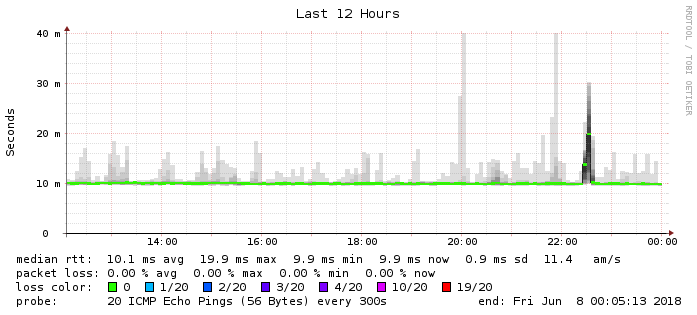 Last 12 Hours
RRDTOOL / TOBI OETIKER
Seconds
40 m
30 m
20 m
10 m
0
14:00 16:00 18:00 20:00 22:00 00:00
median rtt: 10.1 ms avg 19.9 ms max 9.9 ms min 9.9 ms now 0.9 ms sd 11.4 am/s
packet loss: 0.00 % avg 0.00 % max 0.00 % min 0.00 % now
loss color: 0 1/20 2/20 3/20 4/20 10/20 19/20
probe: 20 ICMP Echo Pings (56 Bytes) every 300s end: Fri Jun 8 00:05:13 2018